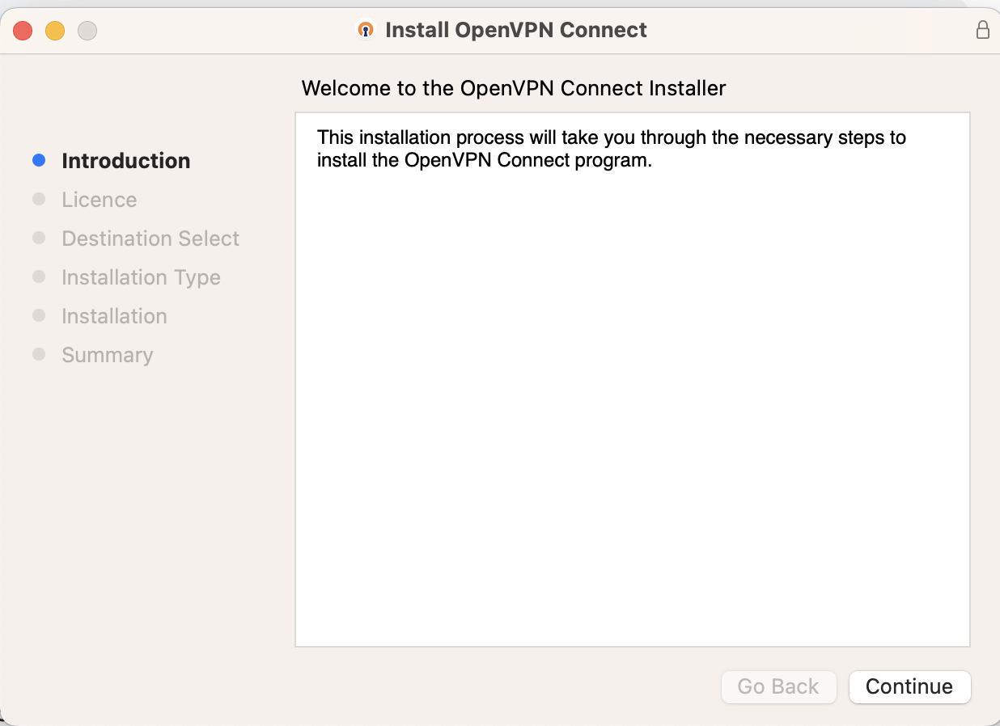 Install OpenVPN Connect
Welcome to the OpenVPN Connect Installer
Introduction
Licence
Destination Select
Installation Type
Installation
Summary
This installation process will take you through the necessary steps to
install the OpenVPN Connect program.
Go Back
Continue